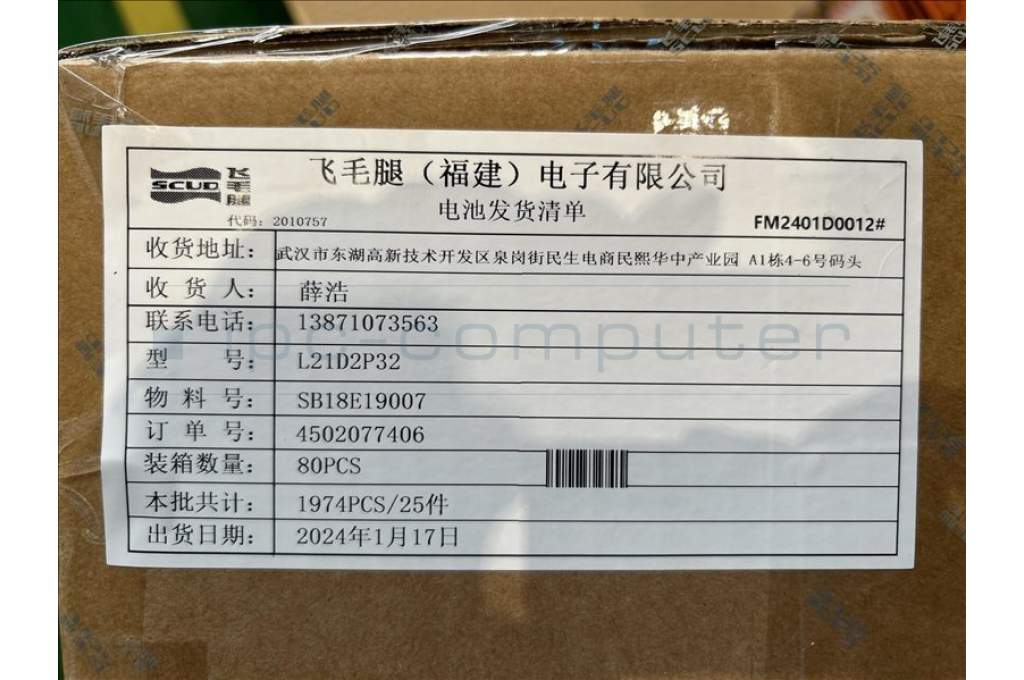 SCUD 飞毛腿
飞毛腿（福建）电子有限公司
代码：2010757
电池发货清单
FM2401D0012#
收货地址： 武汉市东湖高新技术开发区泉岗街民生电商民熙华中产业园 A1栋4-6号码头
收 货 人： 薛浩
联系电话： 13871073563
型 号： L21D2P32
物 料 号： SB18E19007
订 单 号： 4502077406
装箱数量： 80PCS
本批共计： 1974PCS/25件
出货日期： 2024年1月17日
ipc-computer